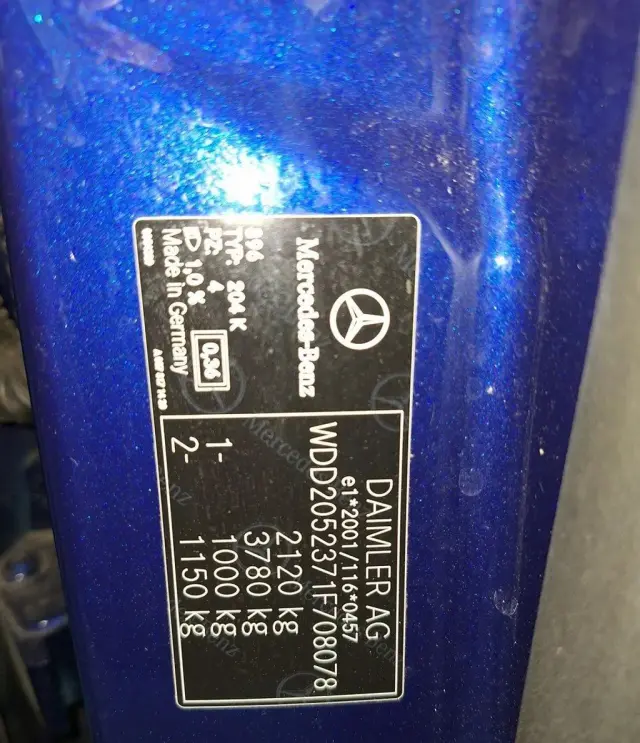 Mercedes-Benz
896
TYP: 204 K
PZ: 4
1,0 X
0,36
Made in Germany
DAIMLER AG
e1*2001/116*0457
WDD2052371F708078
2120 kg
3780 kg
1- 1000 kg
2- 1150 kg